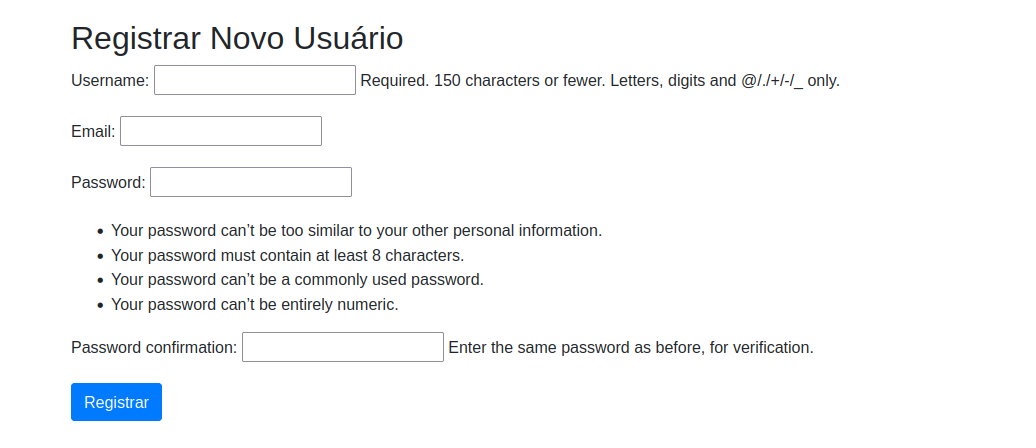 Registrar Novo Usuário
Username: Required. 150 characters or fewer. Letters, digits and @/./+/-/_ only.
Email:
Password:
• Your password can’t be too similar to your other personal information.
• Your password must contain at least 8 characters.
• Your password can’t be a commonly used password.
• Your password can’t be entirely numeric.
Password confirmation: Enter the same password as before, for verification.
Registrar